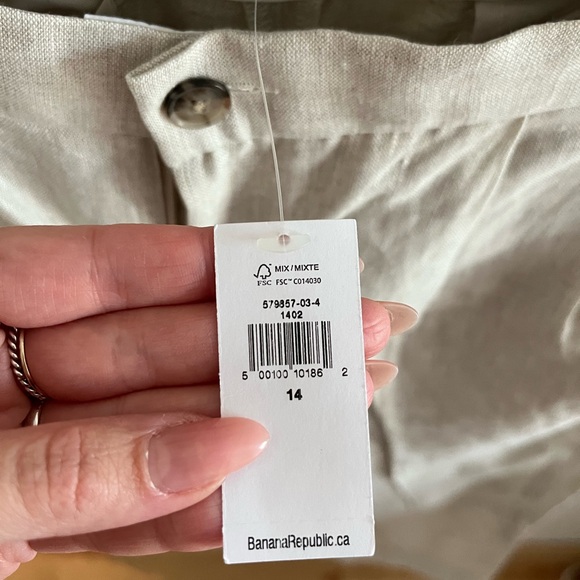 MIX / MIXTE
FSC FSC™ C014030
579857-03-4
1402
5 00100 10186 2
14
BananaRepublic.ca